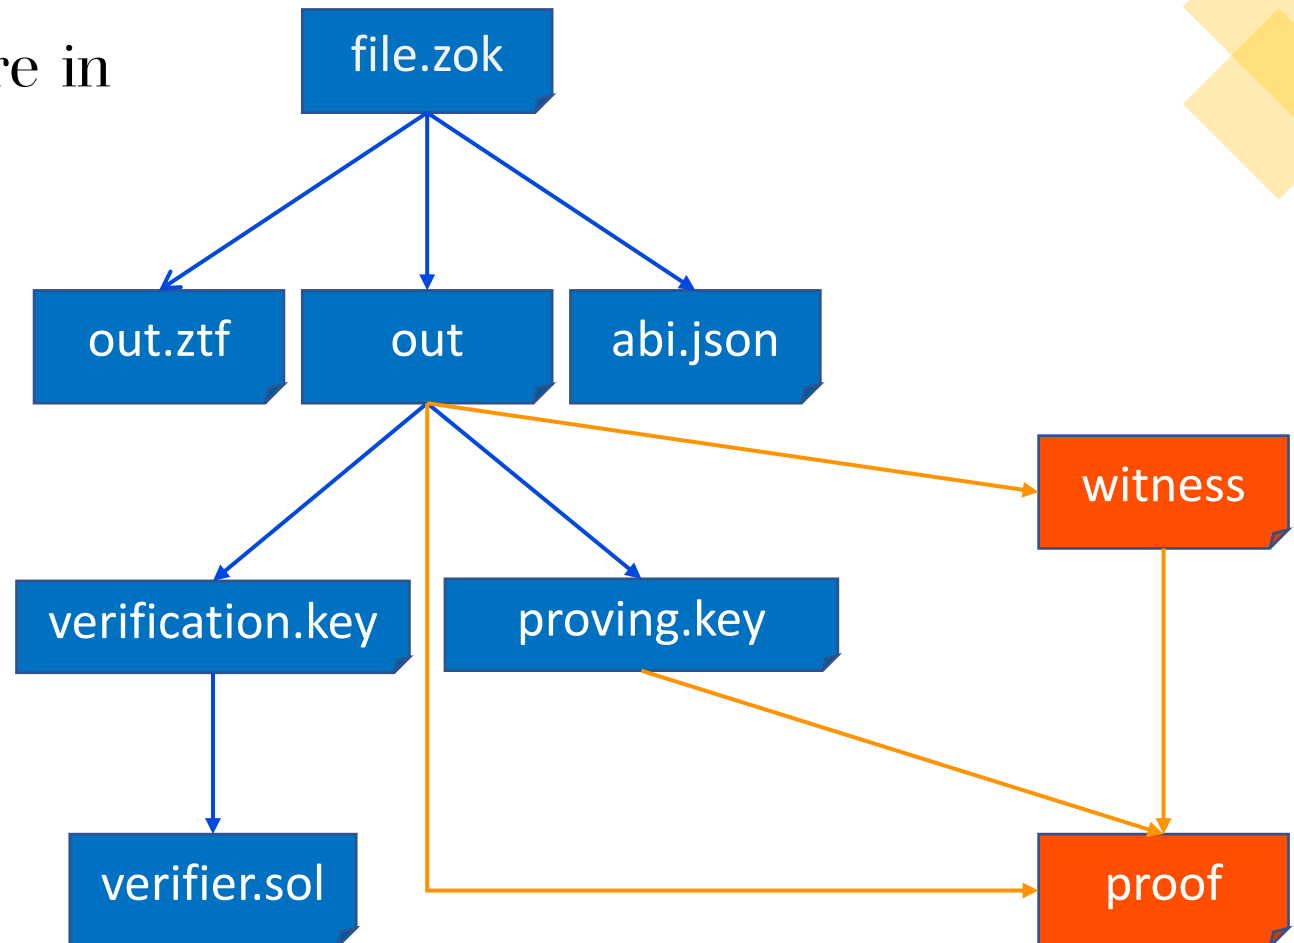 re in
file.zok
out.ztf
out
abi.json
witness
verification.key
proving.key
verifier.sol
proof